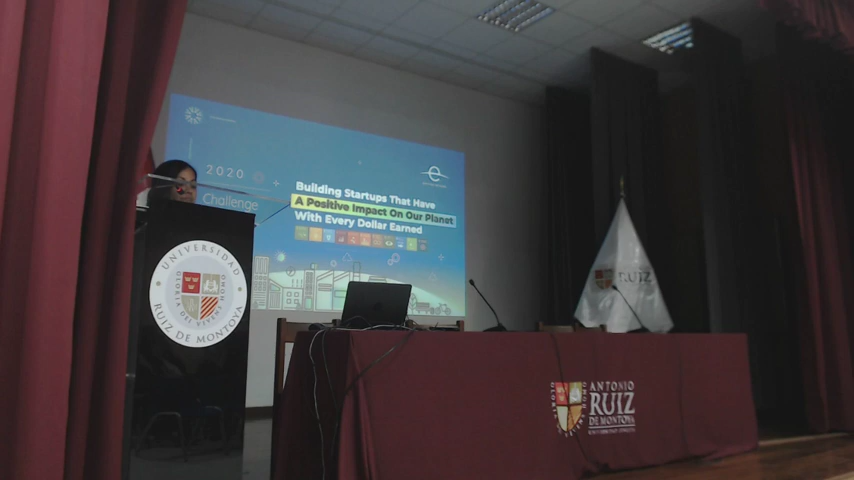 2020
Challenge
Building Startups That Have
A Positive Impact On Our Planet
With Every Dollar Earned
UNIVERSIDAD
RUIZ DE MONTOYA
RUIZ
ANTONIO
RUIZ
DE MONTOYA